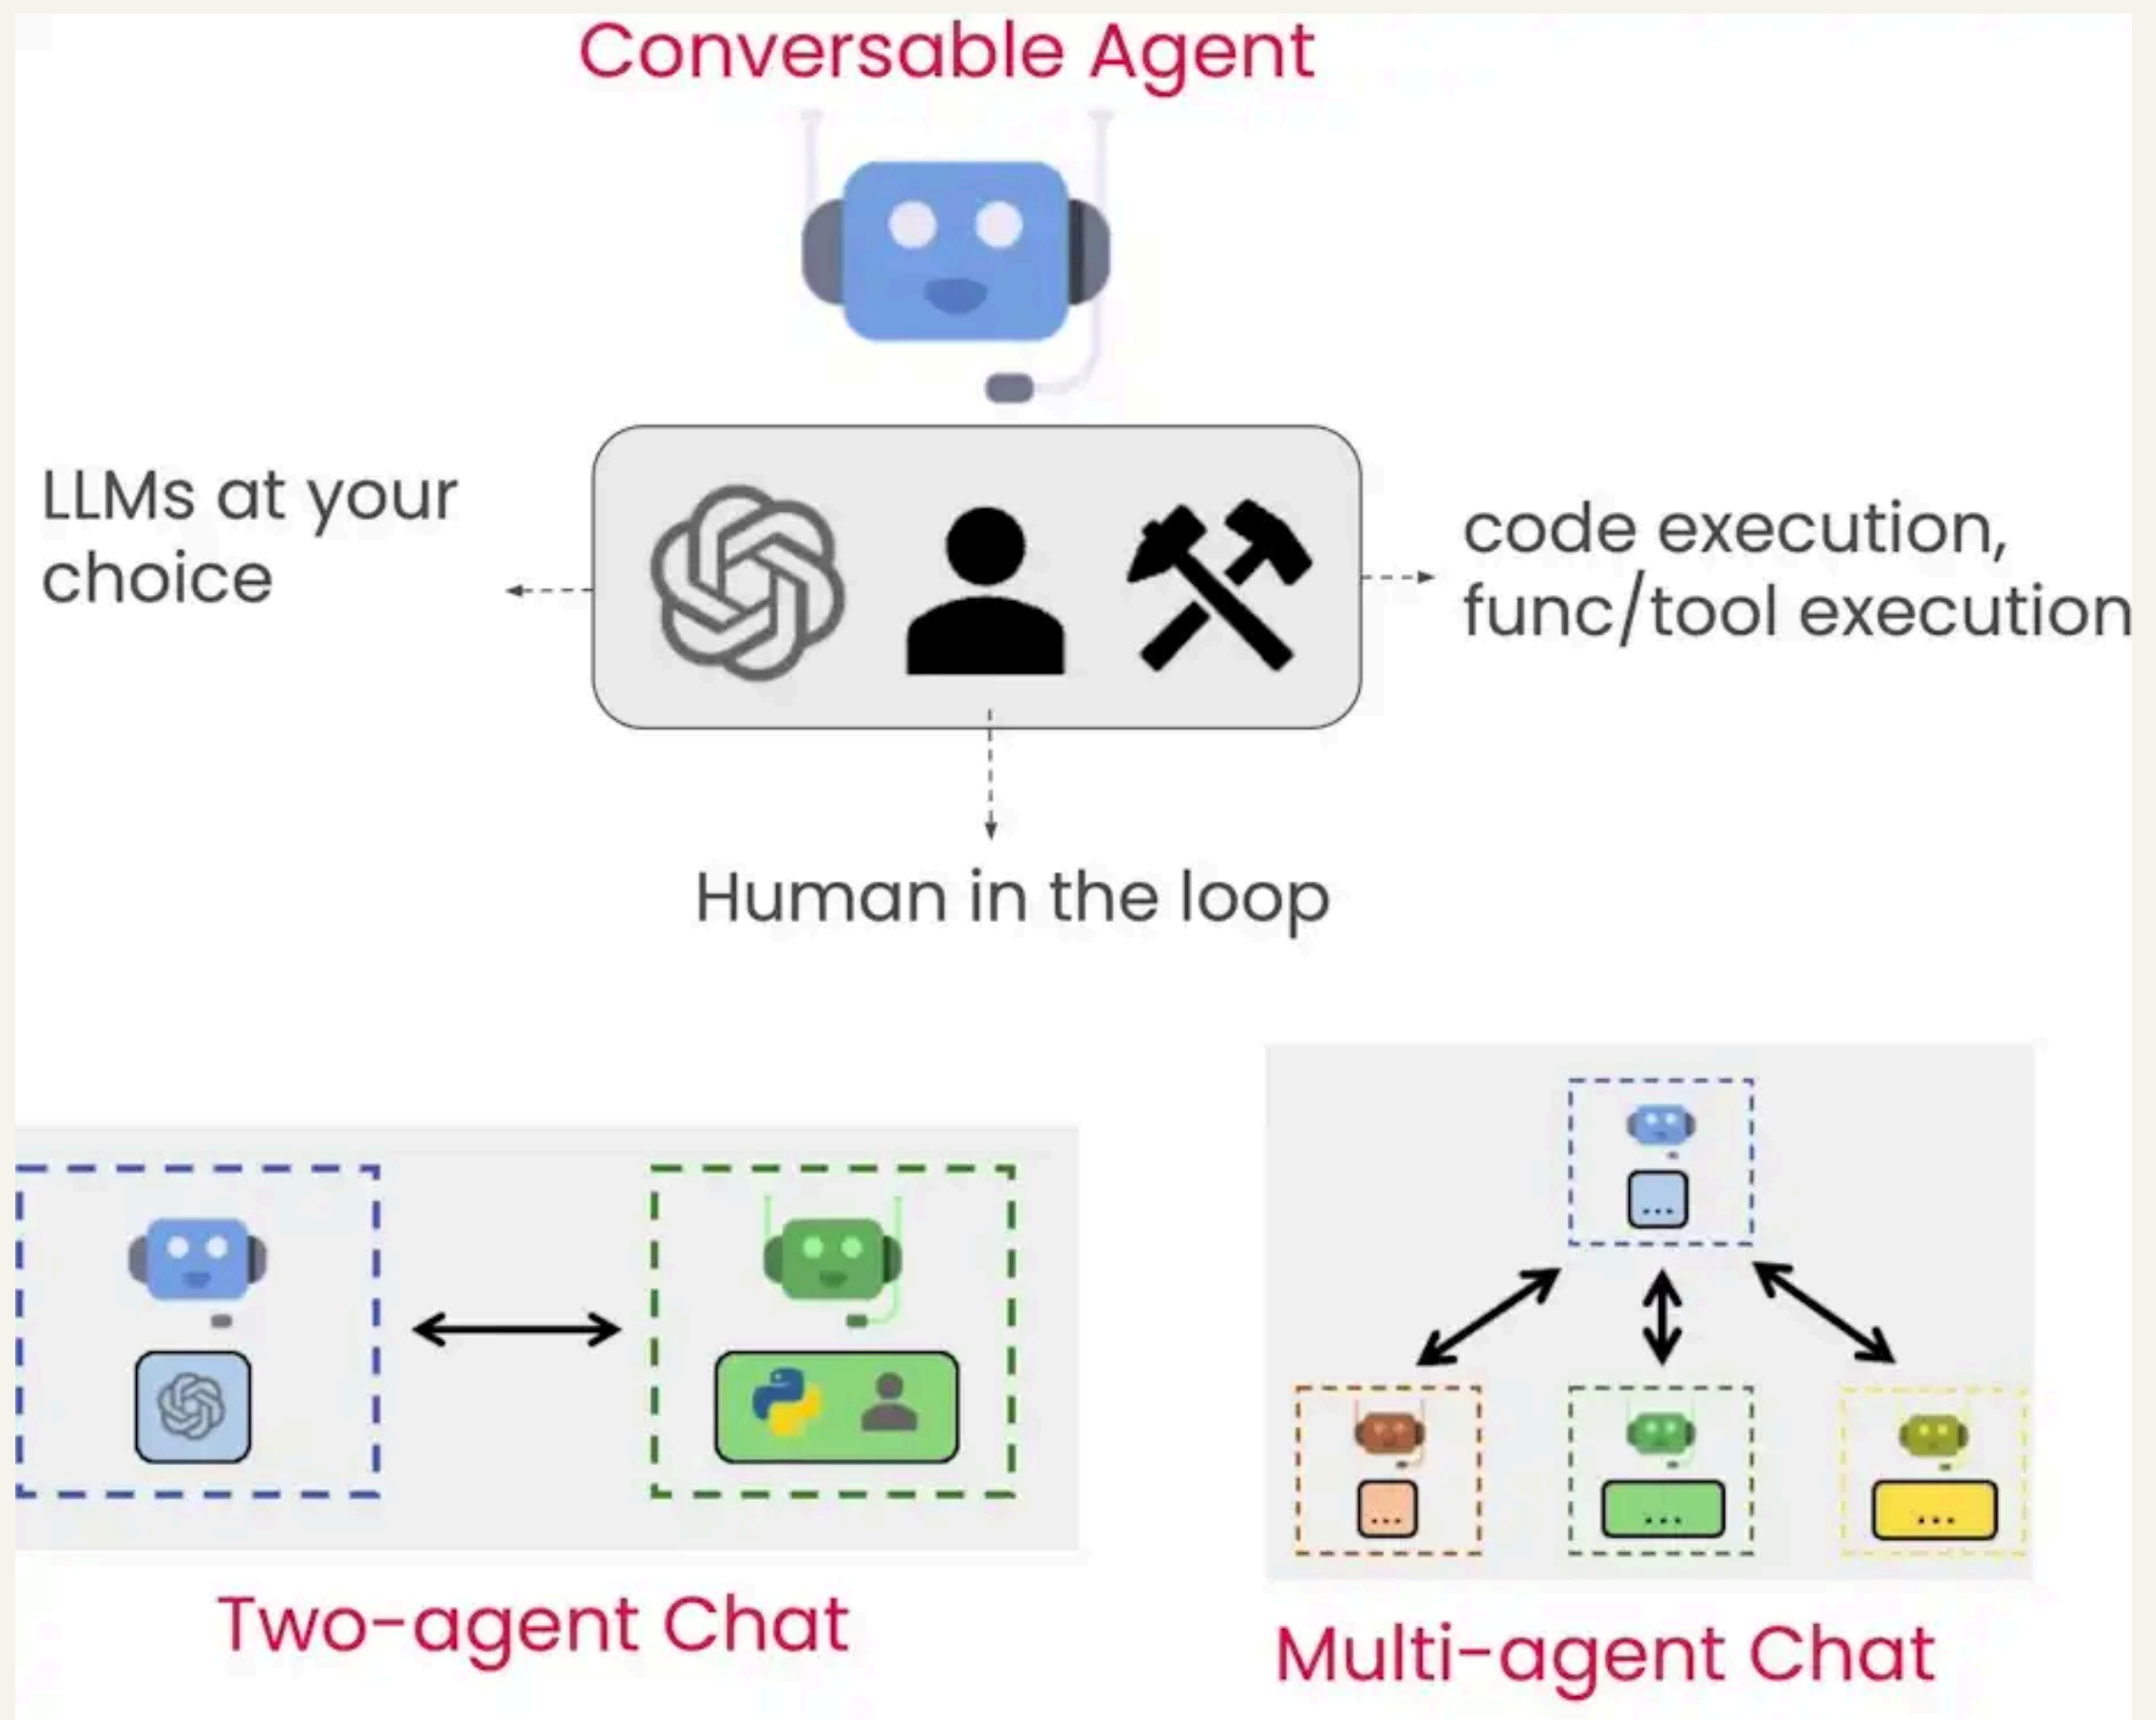 Conversable Agent
LLMs at your
choice
code execution,
func/tool execution
Human in the loop
...
...
...
...
Two-agent Chat
Multi-agent Chat